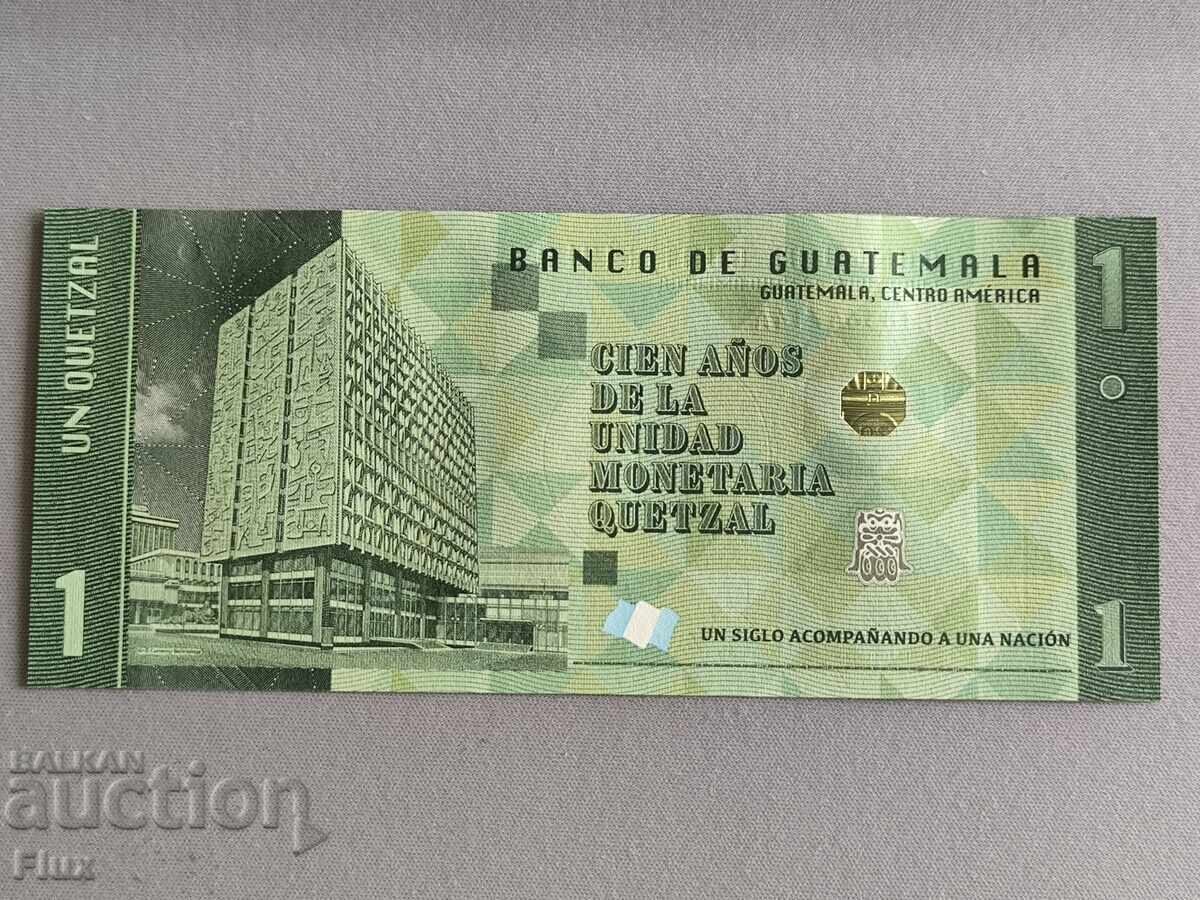 UN QUETZAL
1
BANCO DE GUATEMALA
GUATEMALA, CENTRO AMÉRICA
CIEN AÑOS
DE LA
UNIDAD
MONETARIA
QUETZAL
UN SIGLO ACOMPAÑANDO A UNA NACIÓN
1
1
BALKAN
auction
Flux